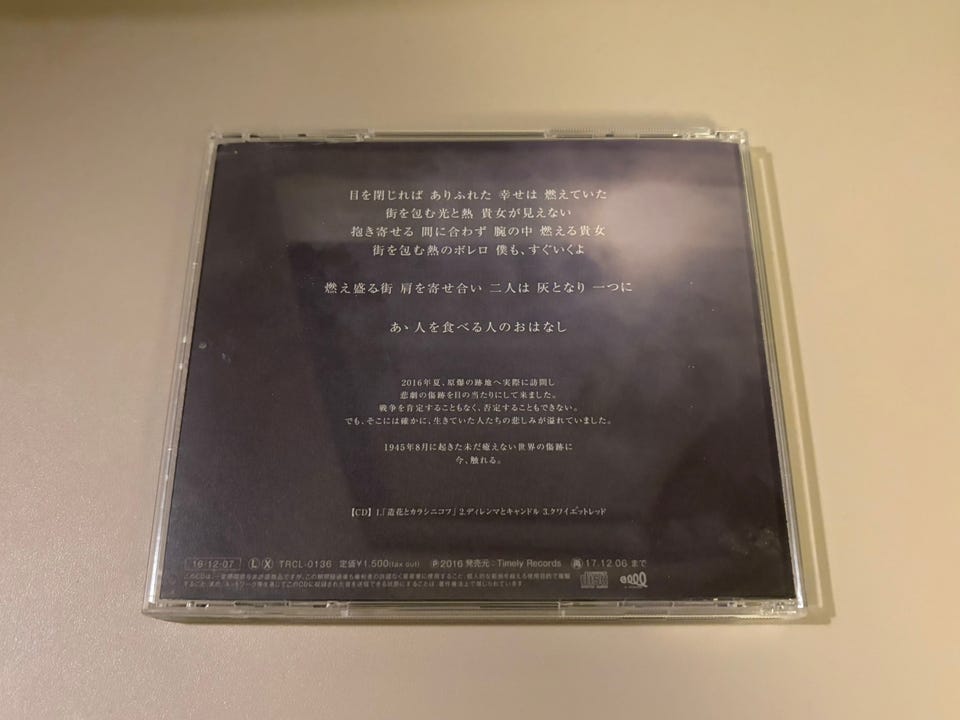 目を閉じれば ありふれた 幸せは 燃えていた
街を包む光と熱 貴女が見えない
抱き寄せる 間に合わず 腕の中 燃える貴女
街を包む熱のボレロ 僕も、すぐいくよ
燃え盛る街 肩を寄せ合い 二人は 灰となり 一つに
あゝ人を食べる人のおはなし
2016年夏、原爆の跡地へ実際に訪問し
悲劇の傷跡を目の当たりにして来ました。
戦争を肯定することもなく、否定することもできない。
でも、そこには確かに、生きていた人たちの悲しみが溢れていました。
1945年8月に起きた未だ癒えない世界の傷跡に
今、触れる。
【CD】1.『造花とカラシニコフ』2.ディレンマとキャンドル 3.クワイエットレッド
16・12・07 L X TRCL-0136 定価¥1,500(tax out) Ⓟ2016 発売元：Timely Records 再 17.12.06 まで